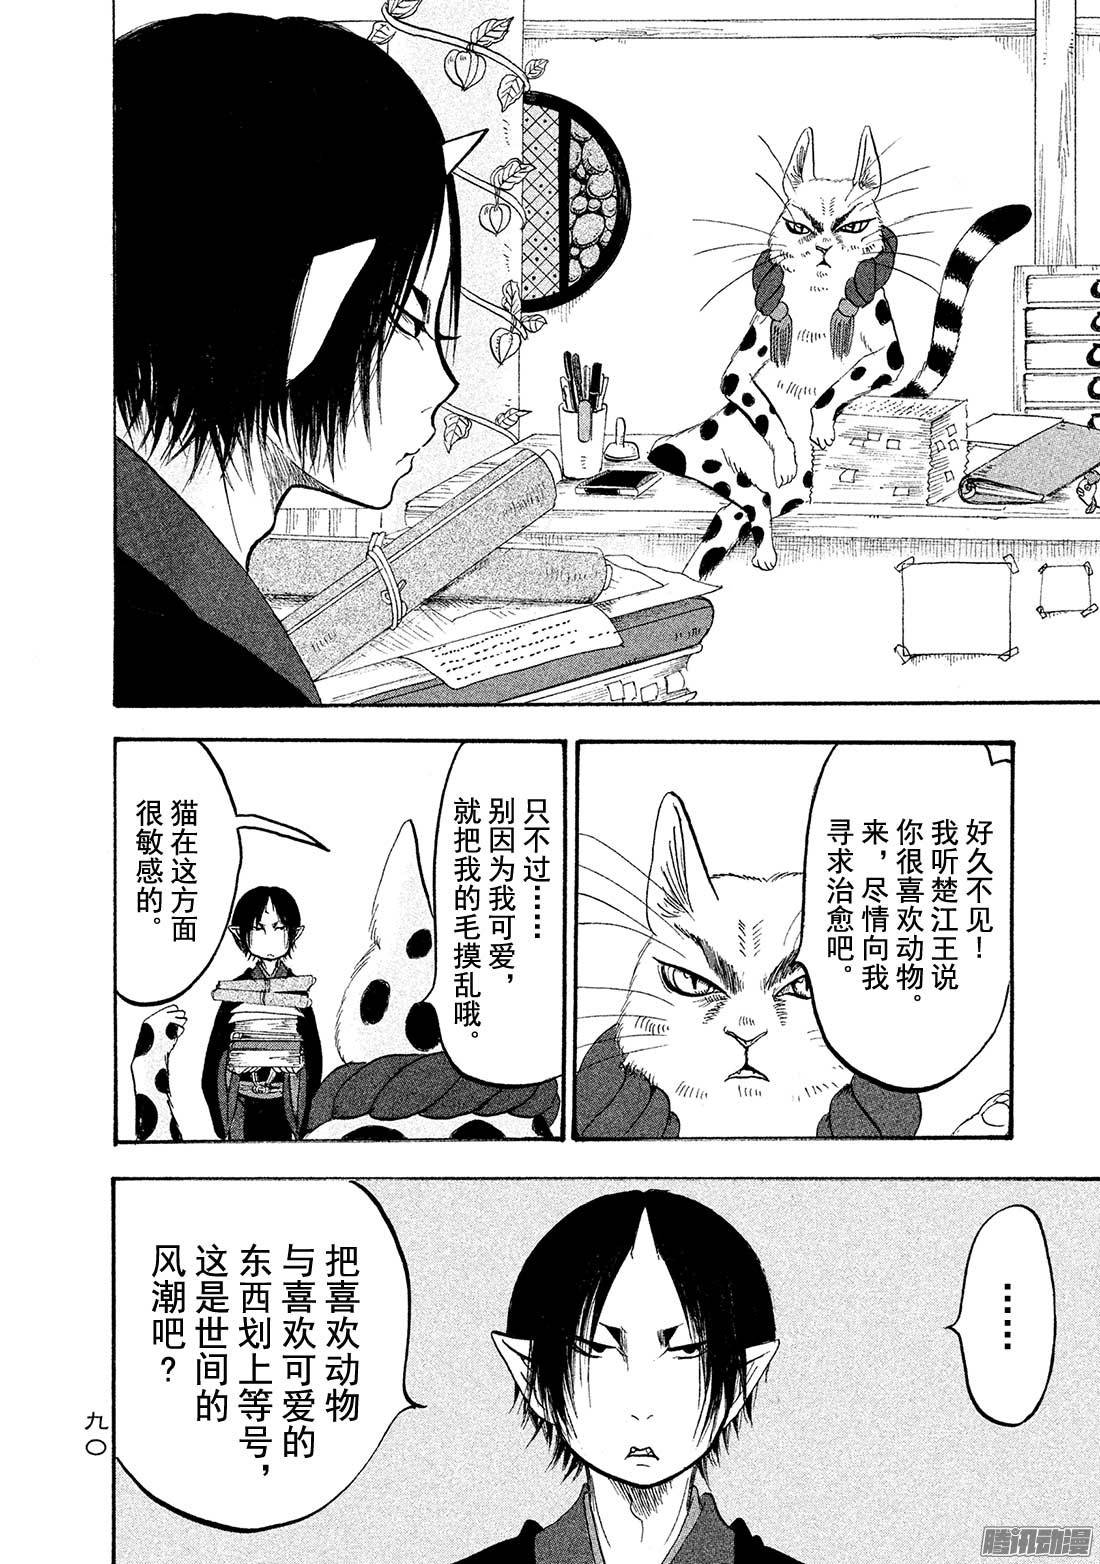 好久不见！
我听楚江王说
你很喜欢动物。
来，尽情向我
寻求治愈吧。
只不过……
别因为我可爱，
就把我的毛摸乱哦。
猫在这方面
很敏感的。
……
把喜欢动物
与喜欢可爱的
东西划上等号，
这是世间的
风潮吧？
九〇
腾讯动漫